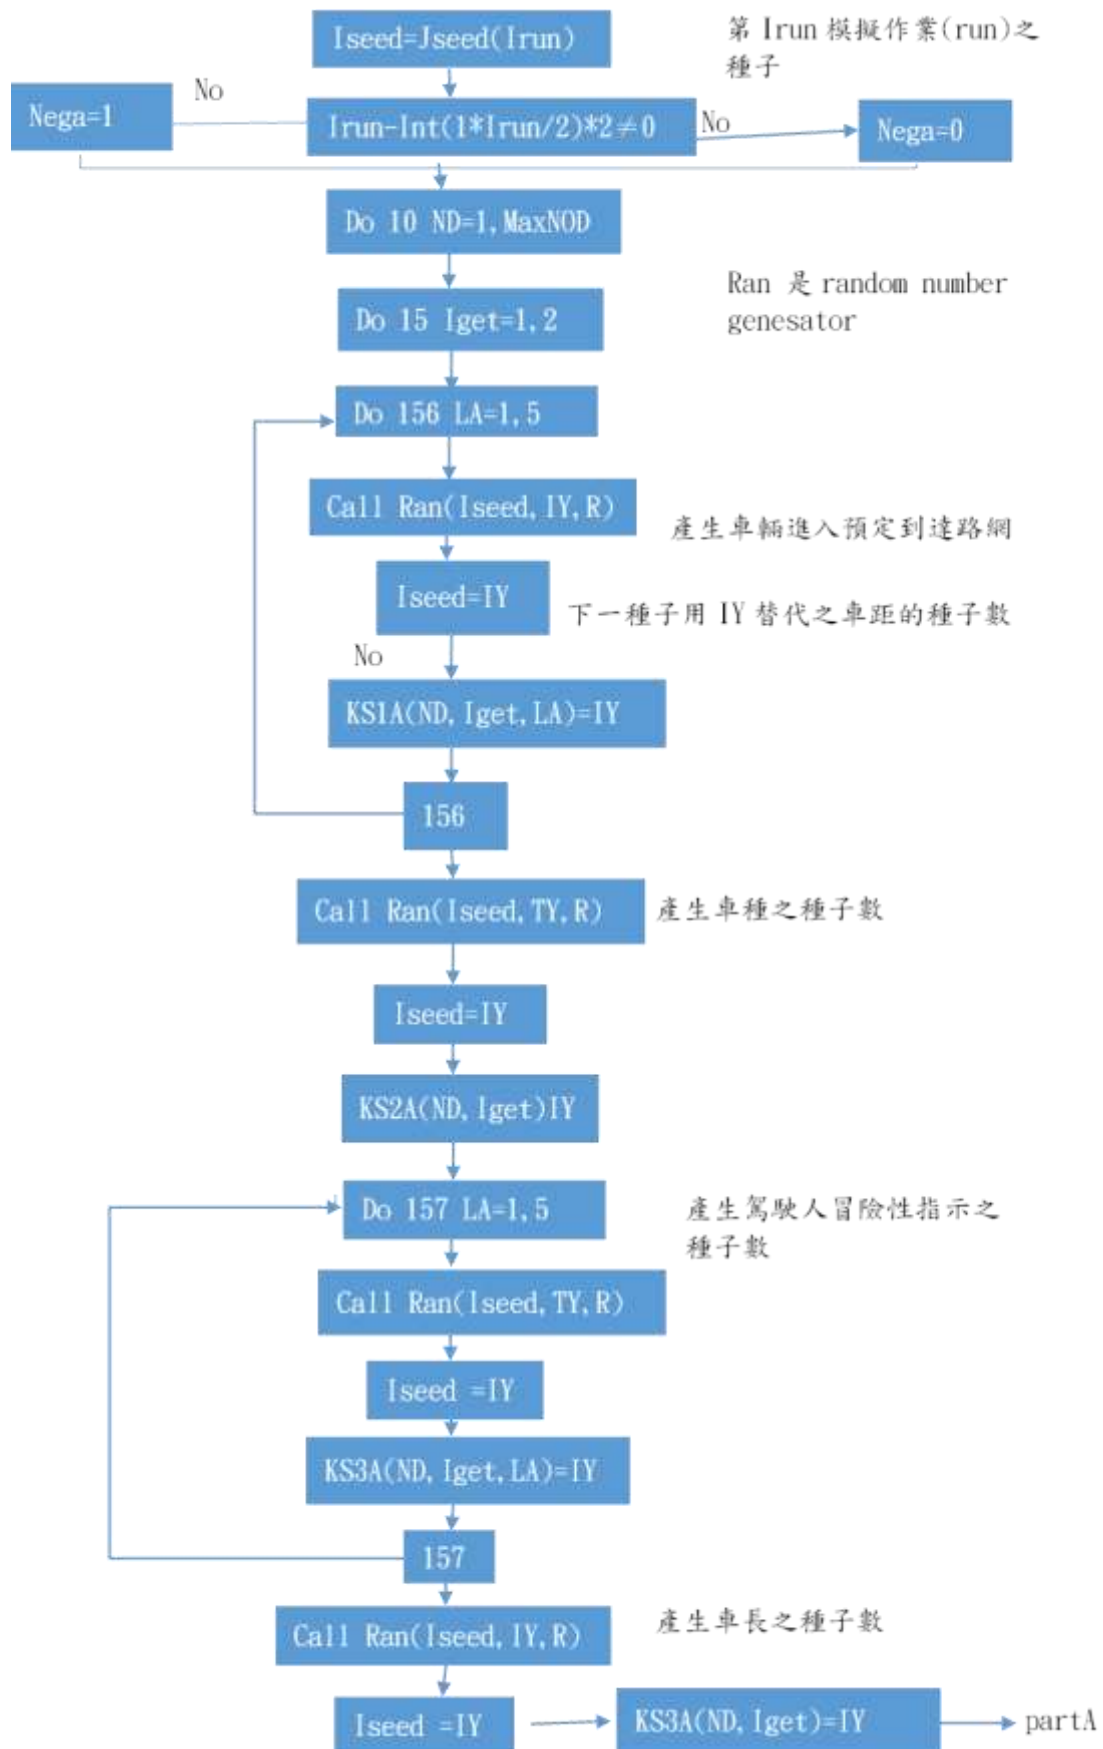 Iseed=Jseed(Irun)
第 Irun 模擬作業(run)之
種子
No
Nega=1
Irun-Int(1*Irun/2)*2≠0
No
Nega=0
Do 10 ND=1,MaxNOD
Ran 是 random number
genesator
Do 15 Iget=1,2
Do 156 LA=1,5
Call Ran(Iseed,IY,R)
產生車輛進入預定到達路網
Iseed=IY
下一種子用 IY 替代之車距的種子數
No
KS1A(ND,Iget,LA)=IY
156
Call Ran(Iseed,TY,R)
產生車種之種子數
Iseed=IY
KS2A(ND,Iget)IY
Do 157 LA=1,5
產生駕駛人冒險性指示之
種子數
Call Ran(Iseed,TY,R)
Iseed =IY
KS3A(ND,Iget,LA)=IY
157
Call Ran(Iseed,IY,R)
產生車長之種子數
Iseed =IY
KS3A(ND,Iget)=IY
partA